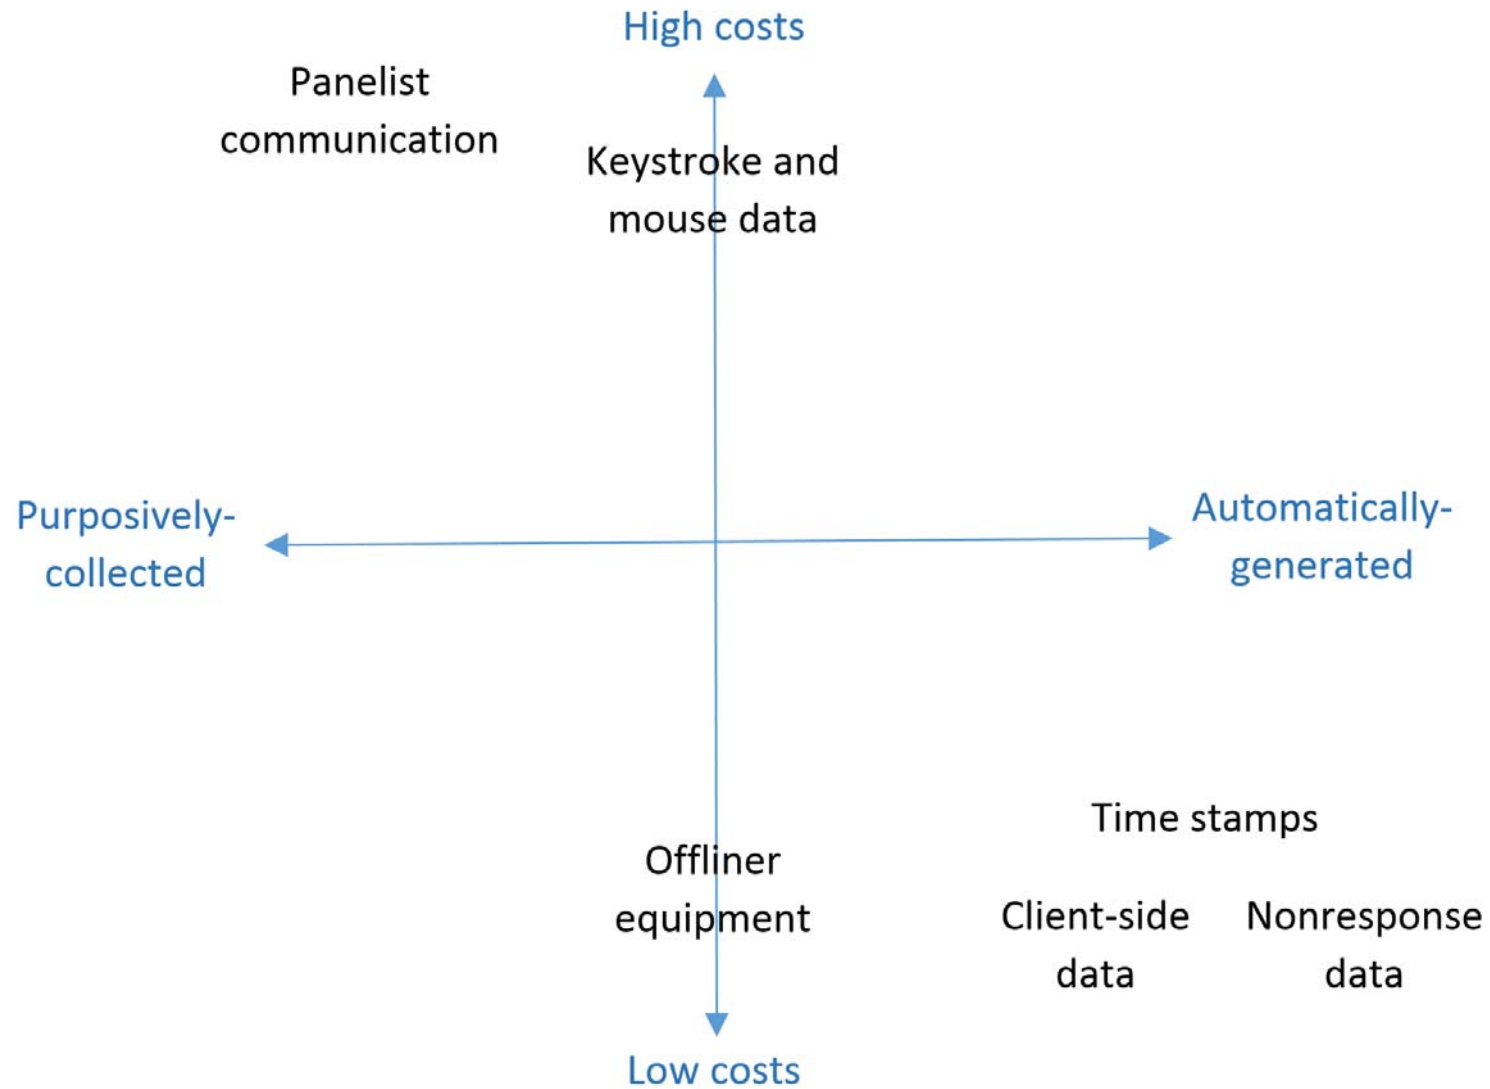 High costs
Panelist
communication
Keystroke and
mouse data
Purposively-
collected
Automatically-
generated
Time stamps
Offliner
equipment
Client-side
data
Nonresponse
data
Low costs